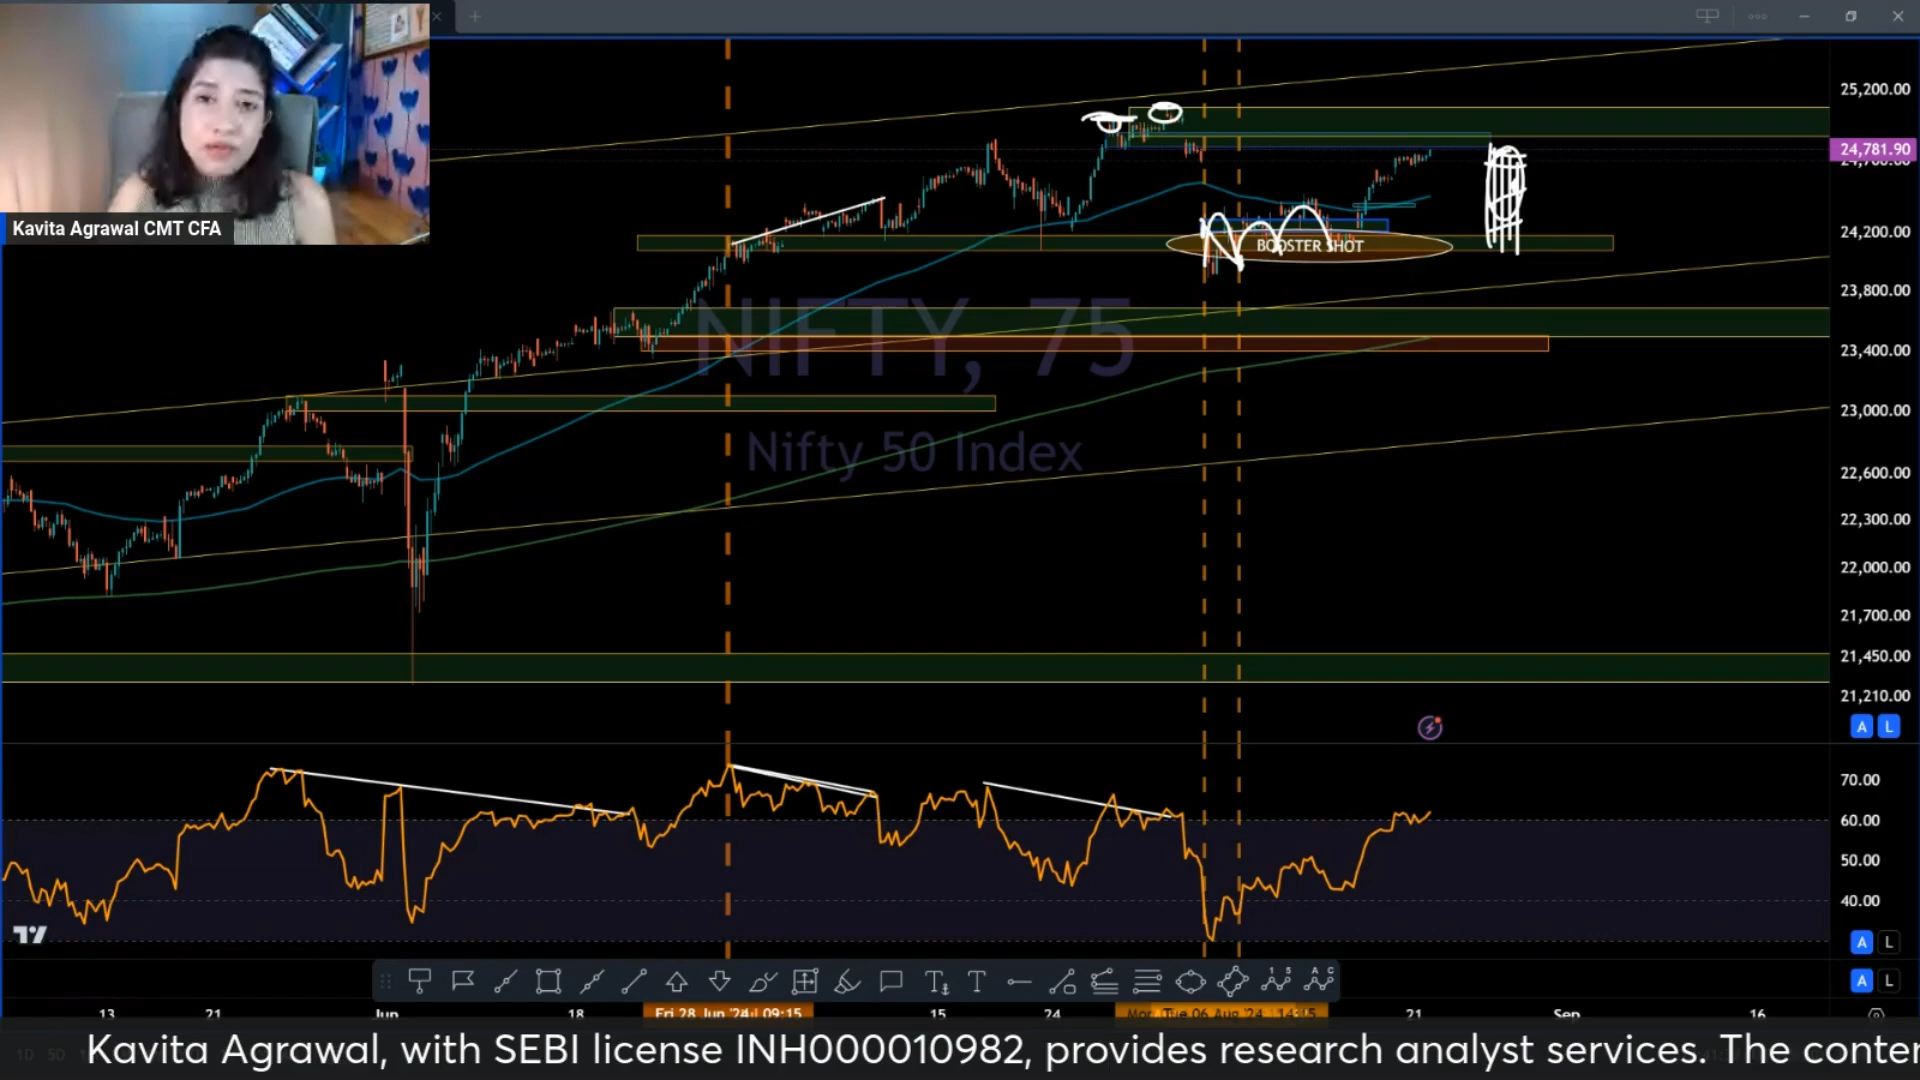 Kavita Agrawal CMT CFA
25,200.00
24,781.90
24,200.00
BOOSTER SHOT
23,800.00
NIFTY, 75
23,400.00
23,000.00
Nifty 50 Index
22,600.00
22,300.00
22,000.00
21,700.00
21,450.00
21,210.00
A L
70.00
60.00
50.00
40.00
A L
A L
13 21 Jun 18 Fri 28 Jun '24 09:15 15 24 Tue 06 Aug '24 14:15 21 Sep 16
Kavita Agrawal, with SEBI license INH000010982, provides research analyst services. The conter